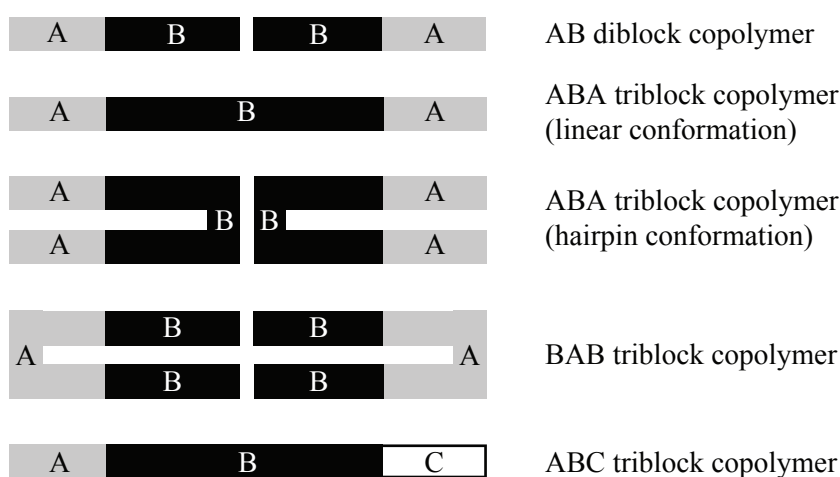 A B B A AB diblock copolymer
A B A ABA triblock copolymer
(linear conformation)
A A ABA triblock copolymer
B B
A A (hairpin conformation)
B B
A A BAB triblock copolymer
B B
A B C ABC triblock copolymer